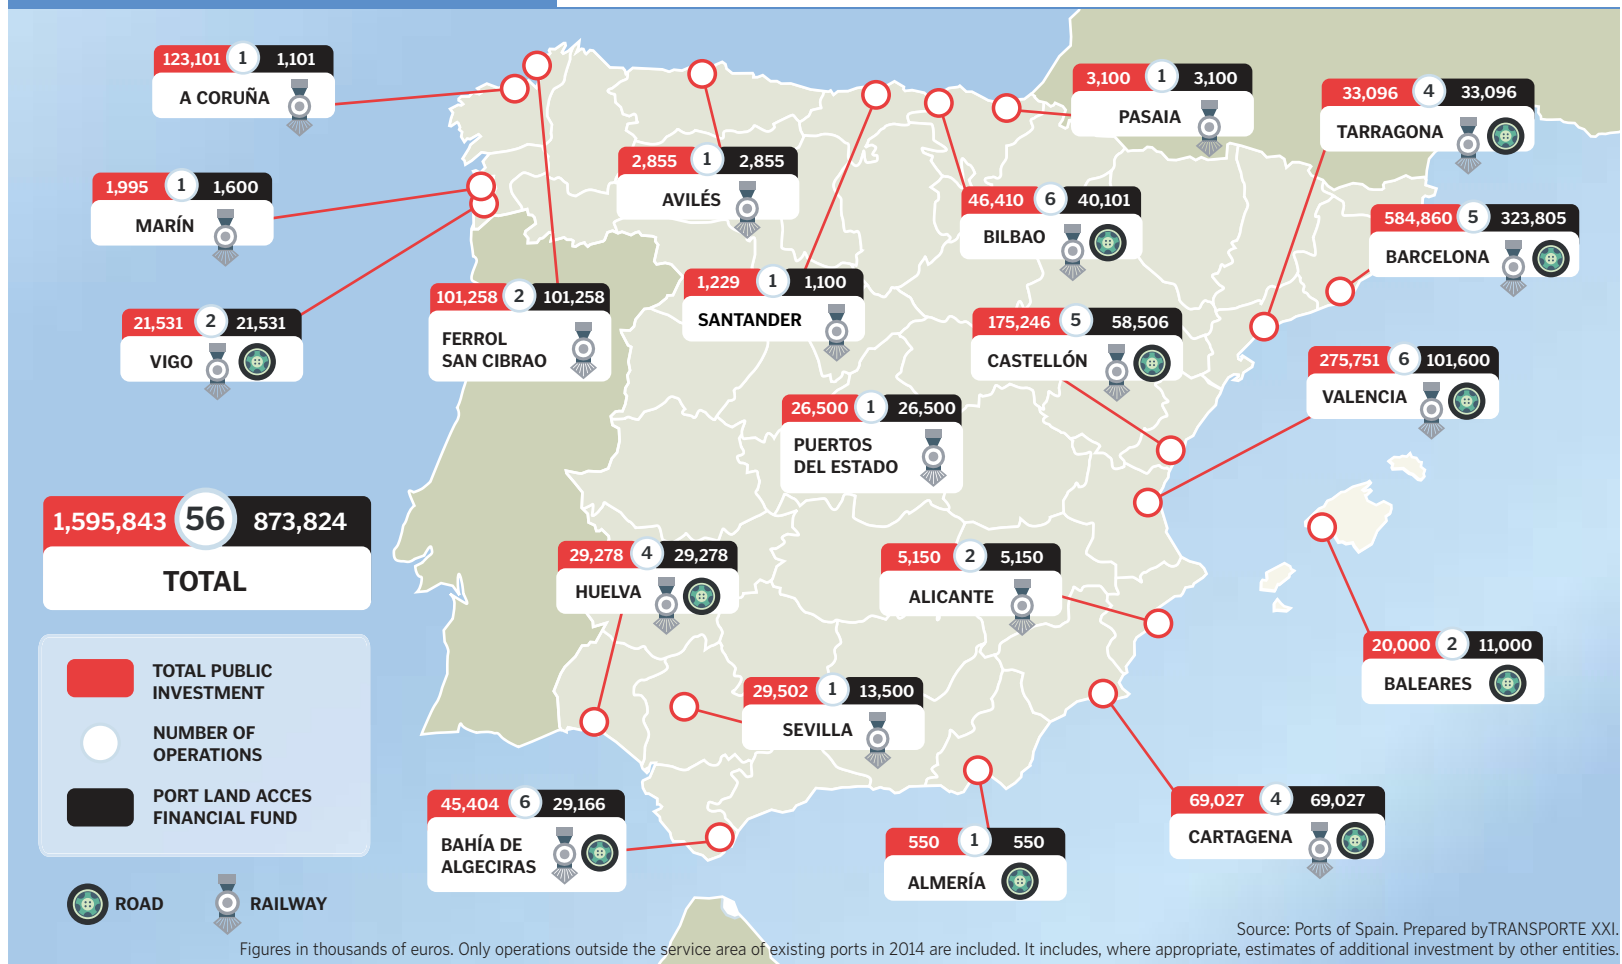 123,101 1 1,101
A CORUÑA
1,995 1 1,600
MARÍN
21,531 2 21,531
VIGO
2,855 1 2,855
AVILÉS
101,258 2 101,258
FERROL
SAN CIBRAO
1,229 1 1,100
SANTANDER
3,100 1 3,100
PASAIA
46,410 6 40,101
BILBAO
33,096 4 33,096
TARRAGONA
584,860 5 323,805
BARCELONA
175,246 5 58,506
CASTELLÓN
275,751 6 101,600
VALENCIA
26,500 1 26,500
PUERTOS
DEL ESTADO
1,595,843 56 873,824
TOTAL
29,278 4 29,278
HUELVA
5,150 2 5,150
ALICANTE
20,000 2 11,000
BALEARES
29,502 1 13,500
SEVILLA
45,404 6 29,166
BAHÍA DE
ALGECIRAS
550 1 550
ALMERÍA
69,027 4 69,027
CARTAGENA
TOTAL PUBLIC
INVESTMENT
NUMBER OF
OPERATIONS
PORT LAND ACCES
FINANCIAL FUND
ROAD RAILWAY
Source: Ports of Spain. Prepared byTRANSPORTE XXI.
Figures in thousands of euros. Only operations outside the service area of existing ports in 2014 are included. It includes, where appropriate, estimates of additional investment by other entities.